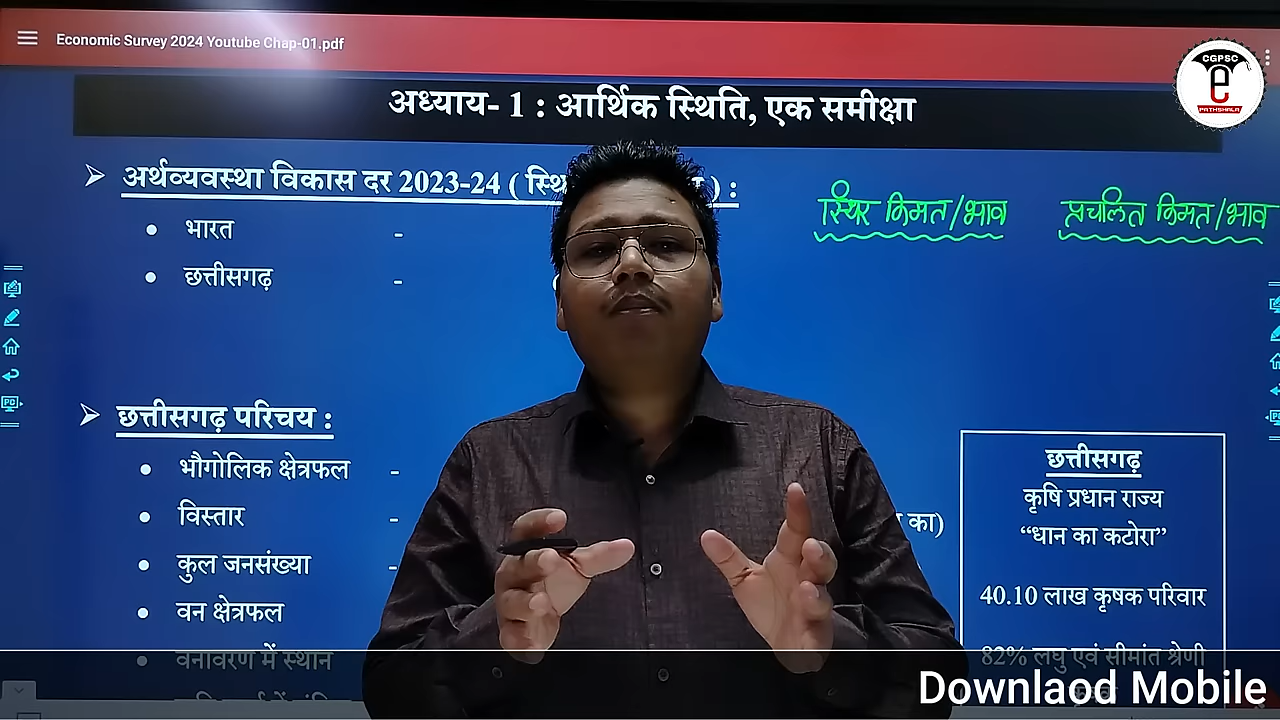 Economic Survey 2024 Youtube Chap-01.pdf
CGPSC
e
PATHSHALA
अध्याय- 1 : आर्थिक स्थिति, एक समीक्षा
अर्थव्यवस्था विकास दर 2023-24 ( ) :
स्थिर किमत/भाव प्रचलित किमत/भाव
भारत -
छत्तीसगढ़ -
छत्तीसगढ़ परिचय :
भौगोलिक क्षेत्रफल -
विस्तार - का)
कुल जनसंख्या -
वन क्षेत्रफल
वनावरण में स्थान
छत्तीसगढ़
कृषि प्रधान राज्य
“धान का कटोरा”
40.10 लाख कृषक परिवार
82% लघु एवं सीमांत श्रेणी
Downlaod Mobile